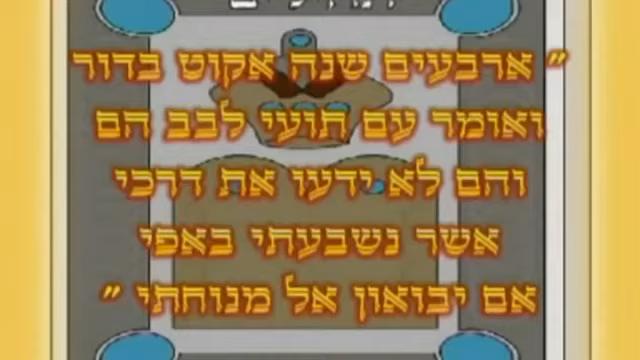 " ארבעים שנה אקוט בדור
ואומר עם תועי לבב הם
והם לא ידעו את דרכי
אשר נשבעתי באפי
אם יבואון אל מנוחתי "